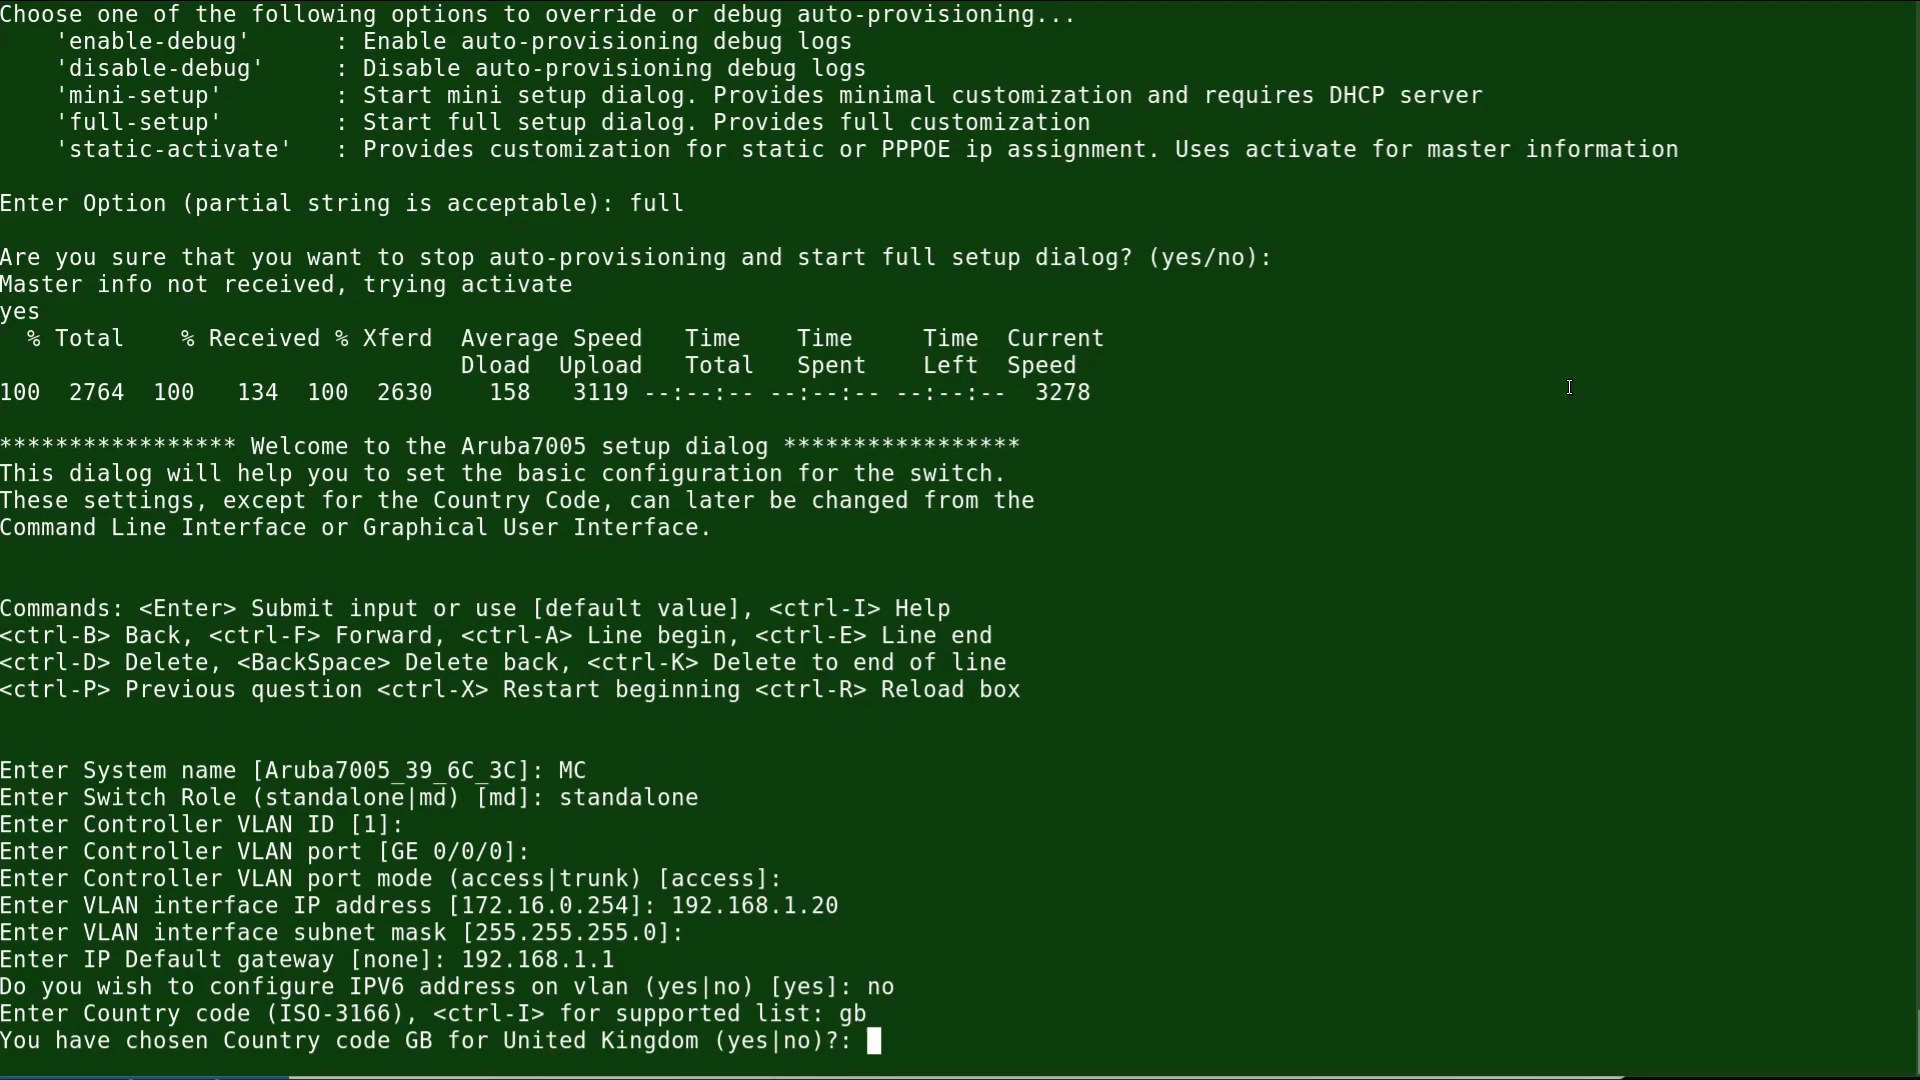 Choose one of the following options to override or debug auto-provisioning...
    'enable-debug'      : Enable auto-provisioning debug logs
    'disable-debug'     : Disable auto-provisioning debug logs
    'mini-setup'        : Start mini setup dialog. Provides minimal customization and requires DHCP server
    'full-setup'        : Start full setup dialog. Provides full customization
    'static-activate'   : Provides customization for static or PPPOE ip assignment. Uses activate for master information
Enter Option (partial string is acceptable): full
Are you sure that you want to stop auto-provisioning and start full setup dialog? (yes/no):
Master info not received, trying activate
yes
  % Total    % Received % Xferd  Average Speed   Time    Time     Time  Current
                                 Dload  Upload   Total   Spent    Left  Speed
100  2764  100   134  100  2630    158   3119 --:--:-- --:--:-- --:--:--  3278
***************** Welcome to the Aruba7005 setup dialog *****************
This dialog will help you to set the basic configuration for the switch.
These settings, except for the Country Code, can later be changed from the
Command Line Interface or Graphical User Interface.
Commands: <Enter> Submit input or use [default value], <ctrl-I> Help
<ctrl-B> Back, <ctrl-F> Forward, <ctrl-A> Line begin, <ctrl-E> Line end
<ctrl-D> Delete, <BackSpace> Delete back, <ctrl-K> Delete to end of line
<ctrl-P> Previous question <ctrl-X> Restart beginning <ctrl-R> Reload box
Enter System name [Aruba7005_39_6C_3C]: MC
Enter Switch Role (standalone|md) [md]: standalone
Enter Controller VLAN ID [1]:
Enter Controller VLAN port [GE 0/0/0]:
Enter Controller VLAN port mode (access|trunk) [access]:
Enter VLAN interface IP address [172.16.0.254]: 192.168.1.20
Enter VLAN interface subnet mask [255.255.255.0]:
Enter IP Default gateway [none]: 192.168.1.1
Do you wish to configure IPV6 address on vlan (yes|no) [yes]: no
Enter Country code (ISO-3166), <ctrl-I> for supported list: gb
You have chosen Country code GB for United Kingdom (yes|no)?: